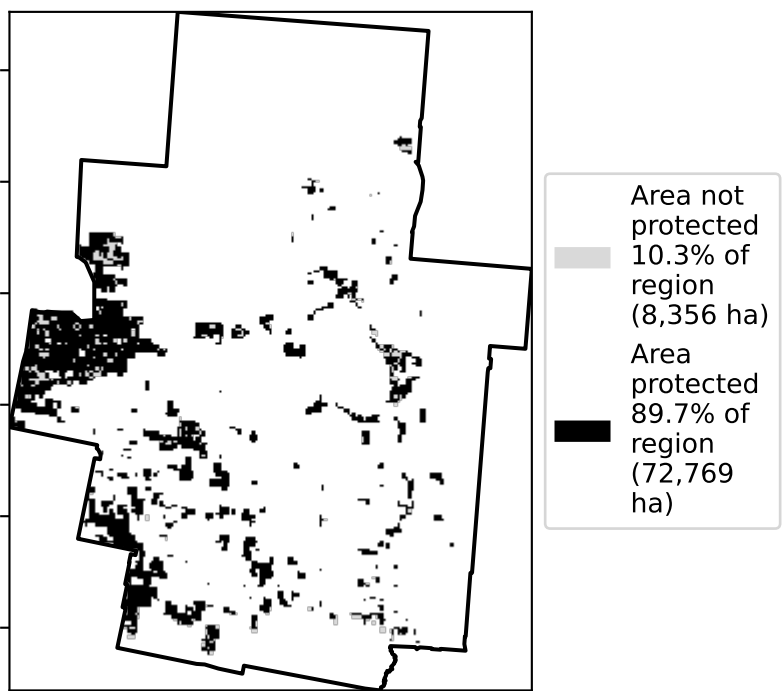 Area not
protected
10.3% of
region
(8,356 ha)
Area
protected
89.7% of
region
(72,769
ha)